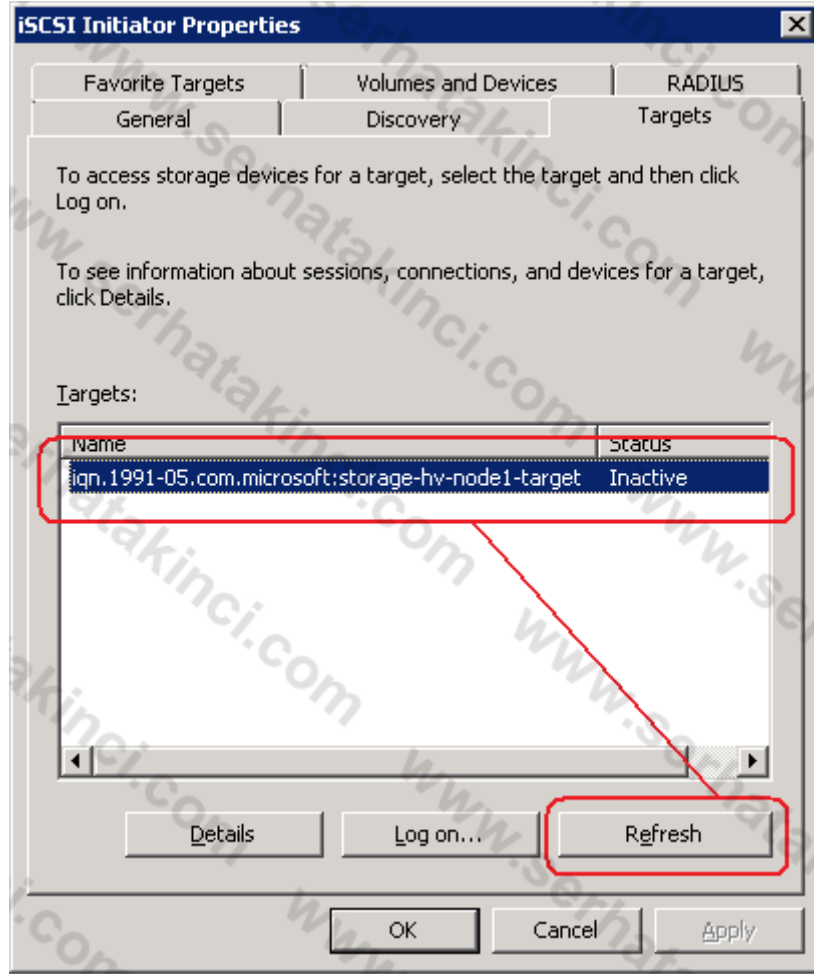 iSCSI Initiator Properties
Favorite Targets
Volumes and Devices
RADIUS
General
Discovery
Targets
To access storage devices for a target, select the target and then click
Log on.
To see information about sessions, connections, and devices for a target,
click Details.
Targets:
Name
Status
iqn.1991-05.com.microsoft:storage-hv-node1-target
Inactive
Details
Log on...
Refresh
OK
Cancel
Apply
www.serhatakinci.com